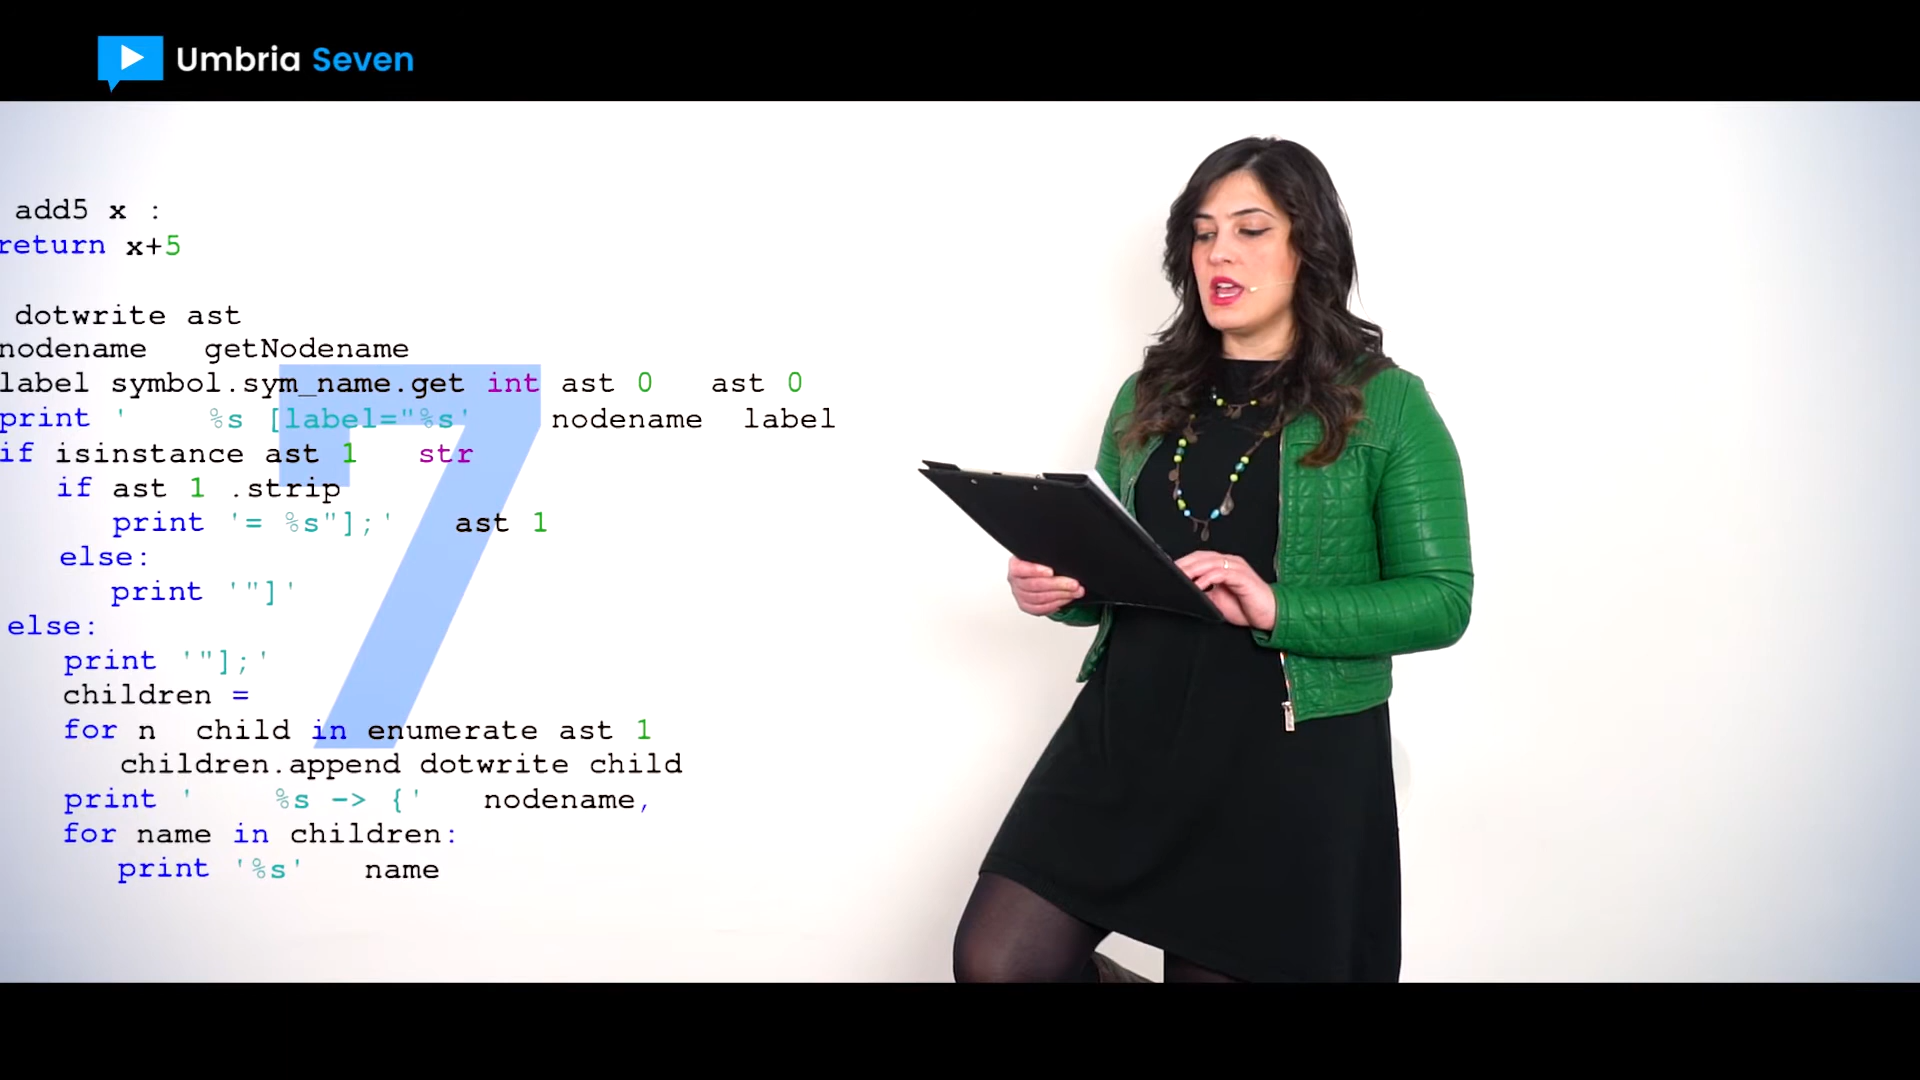 Umbria Seven
add5 x :
return x+5
dotwrite ast
nodename getNodename
label symbol.sym_name.get int ast 0 ast 0
print ' %s [label="%s' nodename label
if isinstance ast 1 str
if ast 1 .strip
print '= %s"];' ast 1
else:
print '"]'
else:
print '"];'
children =
for n child in enumerate ast 1
children.append dotwrite child
print ' %s -> {' nodename,
for name in children:
print '%s' name
7